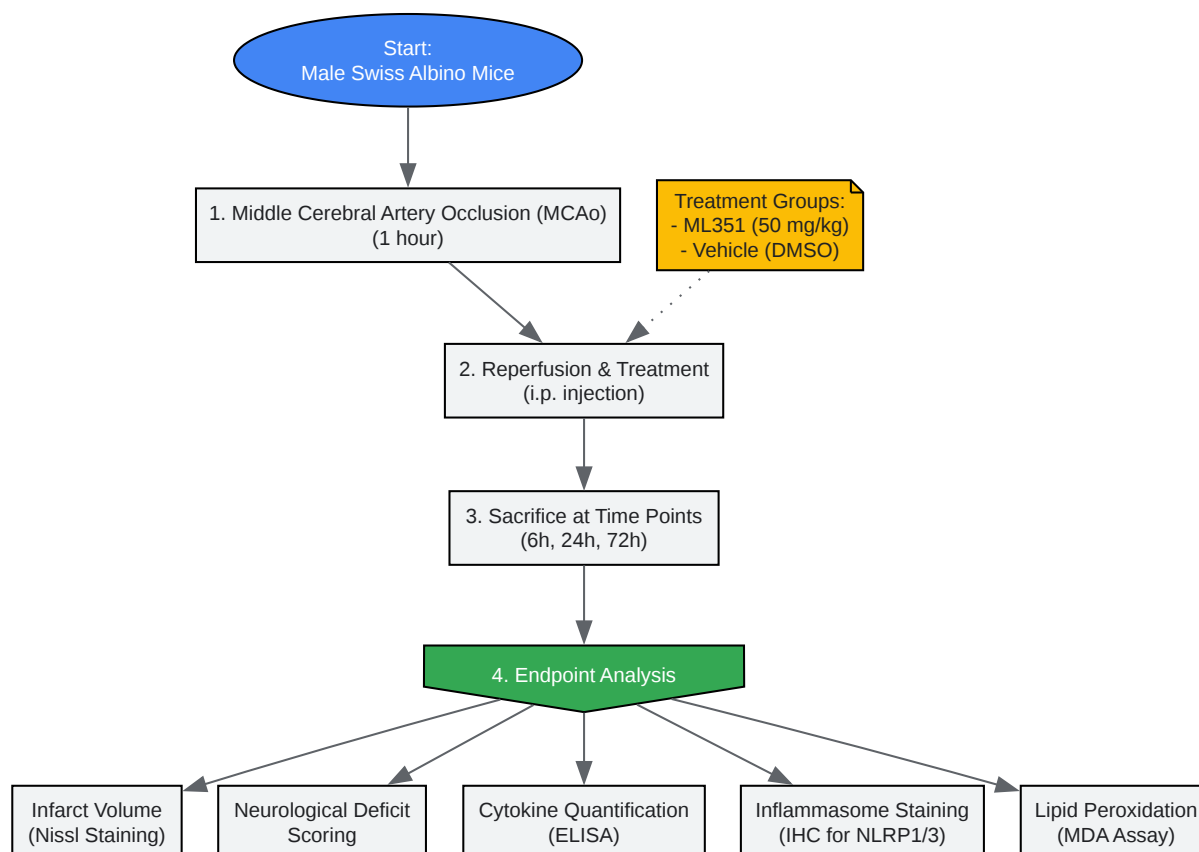 Start:
Male Swiss Albino Mice
1. Middle Cerebral Artery Occlusion (MCAo)
(1 hour)
Treatment Groups:
- ML351 (50 mg/kg)
- Vehicle (DMSO)
2. Reperfusion & Treatment
(i.p. injection)
3. Sacrifice at Time Points
(6h, 24h, 72h)
4. Endpoint Analysis
Infarct Volume
(Nissl Staining)
Neurological Deficit
Scoring
Cytokine Quantification
(ELISA)
Inflammasome Staining
(IHC for NLRP1/3)
Lipid Peroxidation
(MDA Assay)